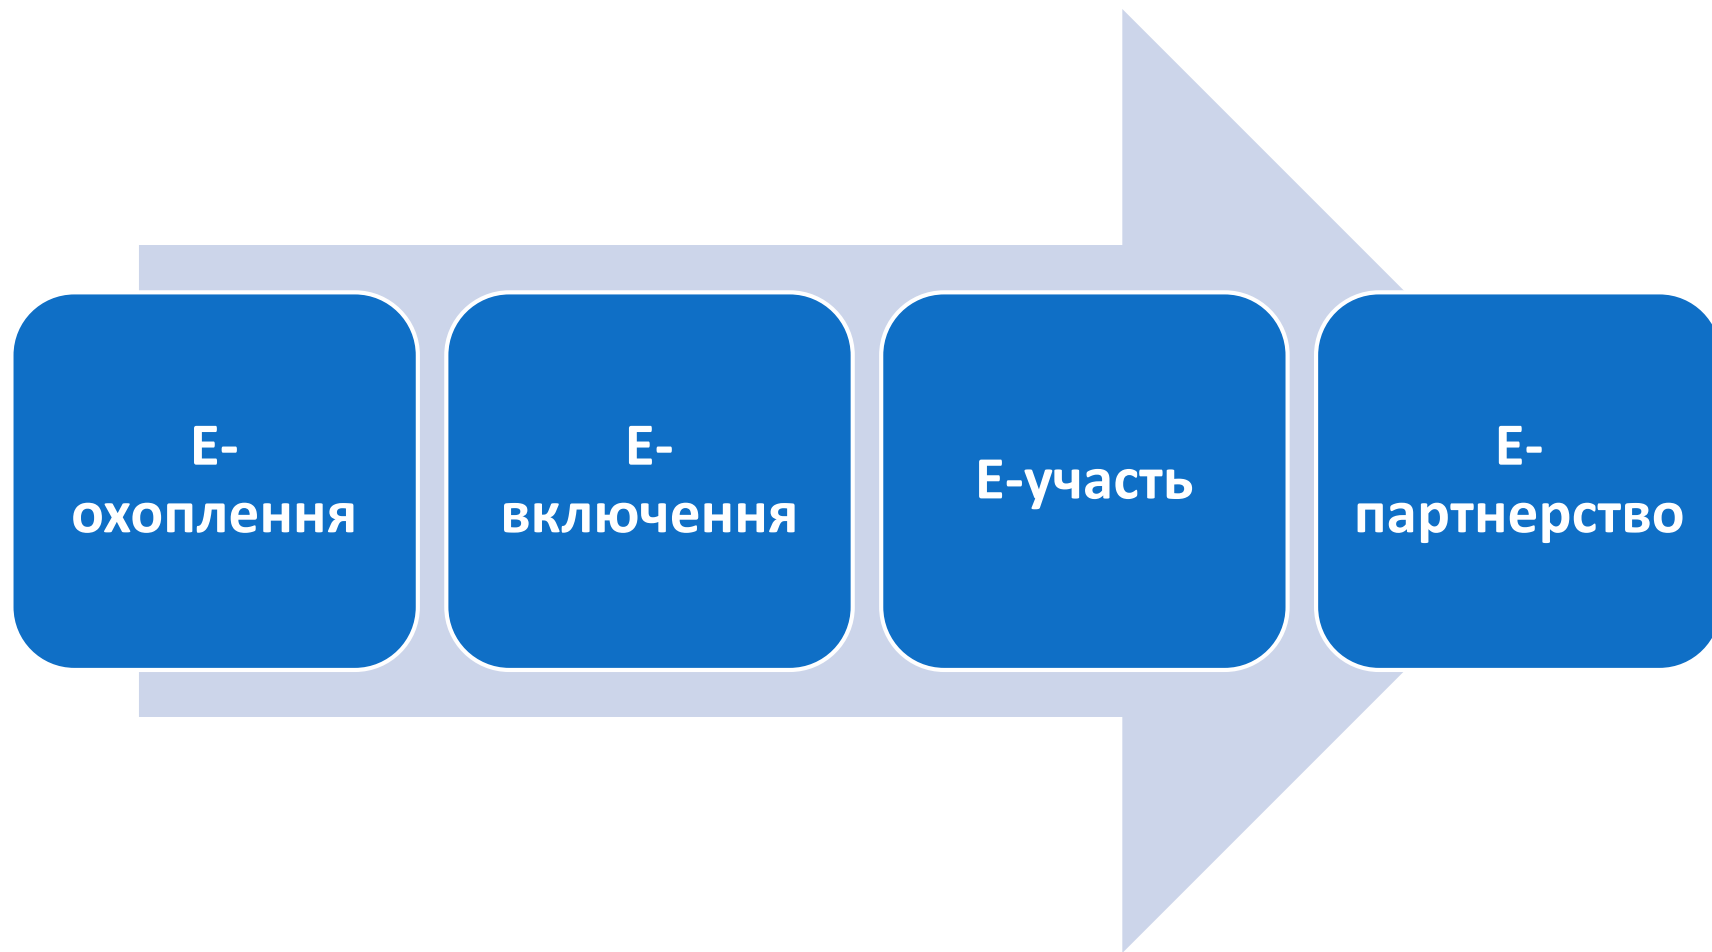 Е-
охоплення
Е-
включення
Е-участь
Е-
партнерство